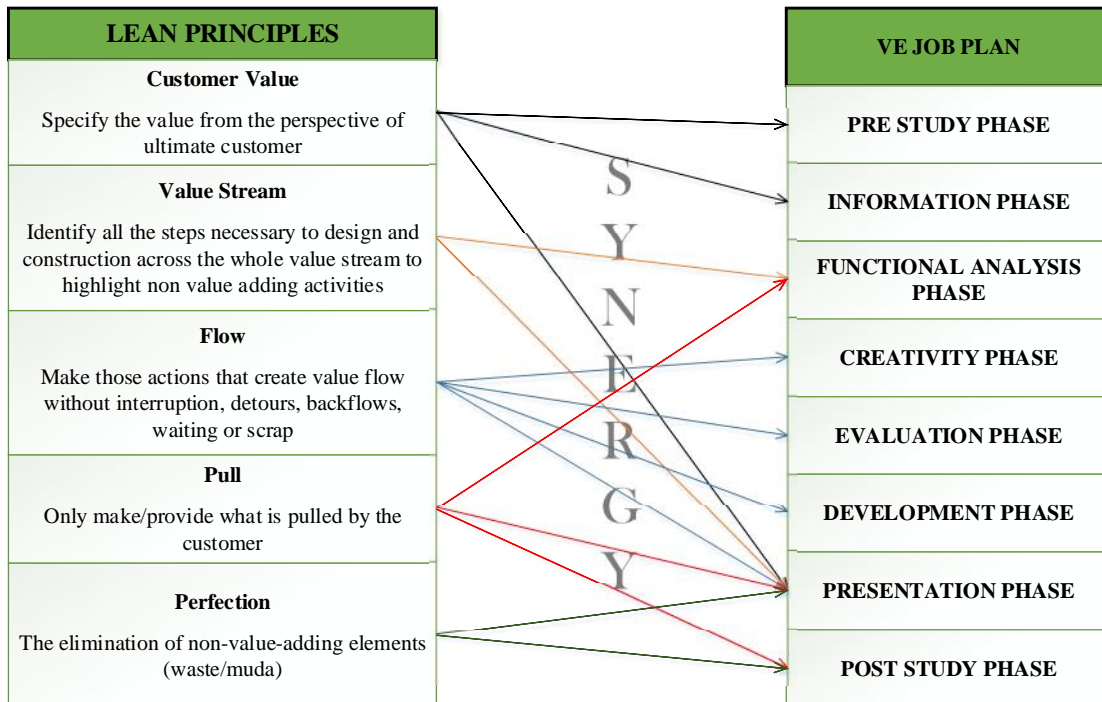 LEAN PRINCIPLES
Customer Value
Specify the value from the perspective of
ultimate customer
Value Stream
Identify all the steps necessary to design and
construction across the whole value stream to
highlight non value adding activities
Flow
Make those actions that create value flow
without interruption, detours, backflows,
waiting or scrap
Pull
Only make/provide what is pulled by the
customer
Perfection
The elimination of non-value-adding elements
(waste/muda)
S
Y
N
E
R
G
Y
VE JOB PLAN
PRE STUDY PHASE
INFORMATION PHASE
FUNCTIONAL ANALYSIS
PHASE
CREATIVITY PHASE
EVALUATION PHASE
DEVELOPMENT PHASE
PRESENTATION PHASE
POST STUDY PHASE